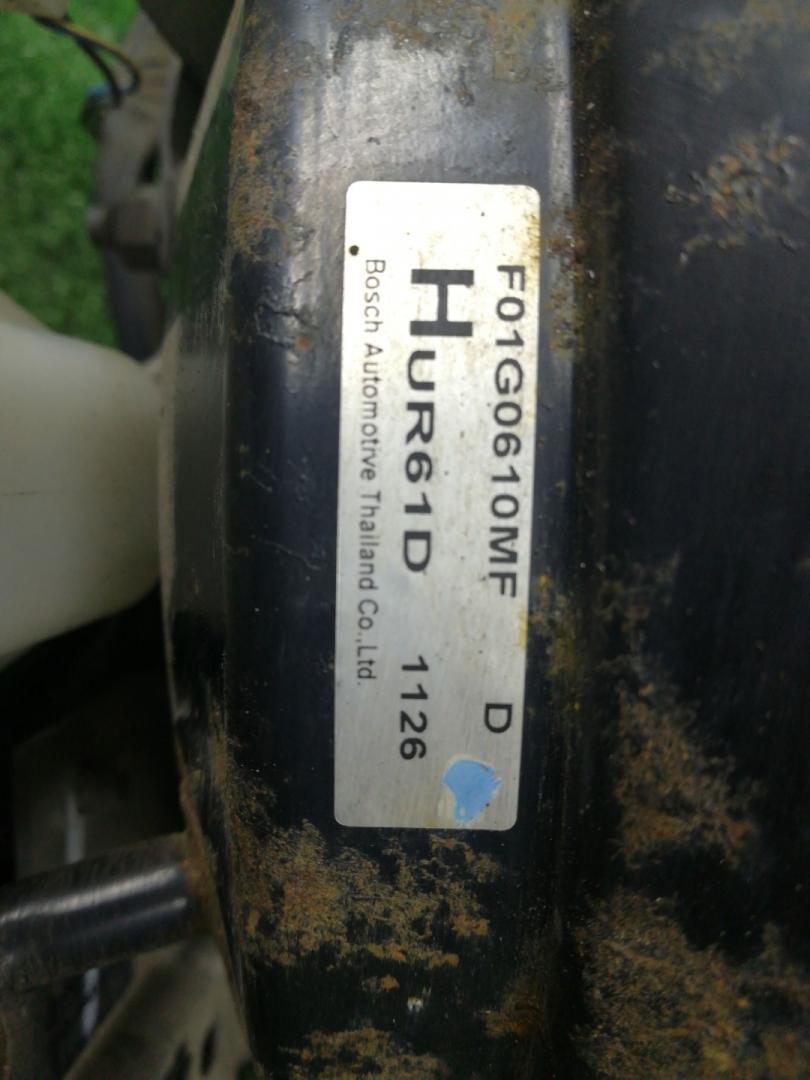 F01G0610MF D
HUR61D 1126
Bosch Automotive Thailand Co.,Ltd.